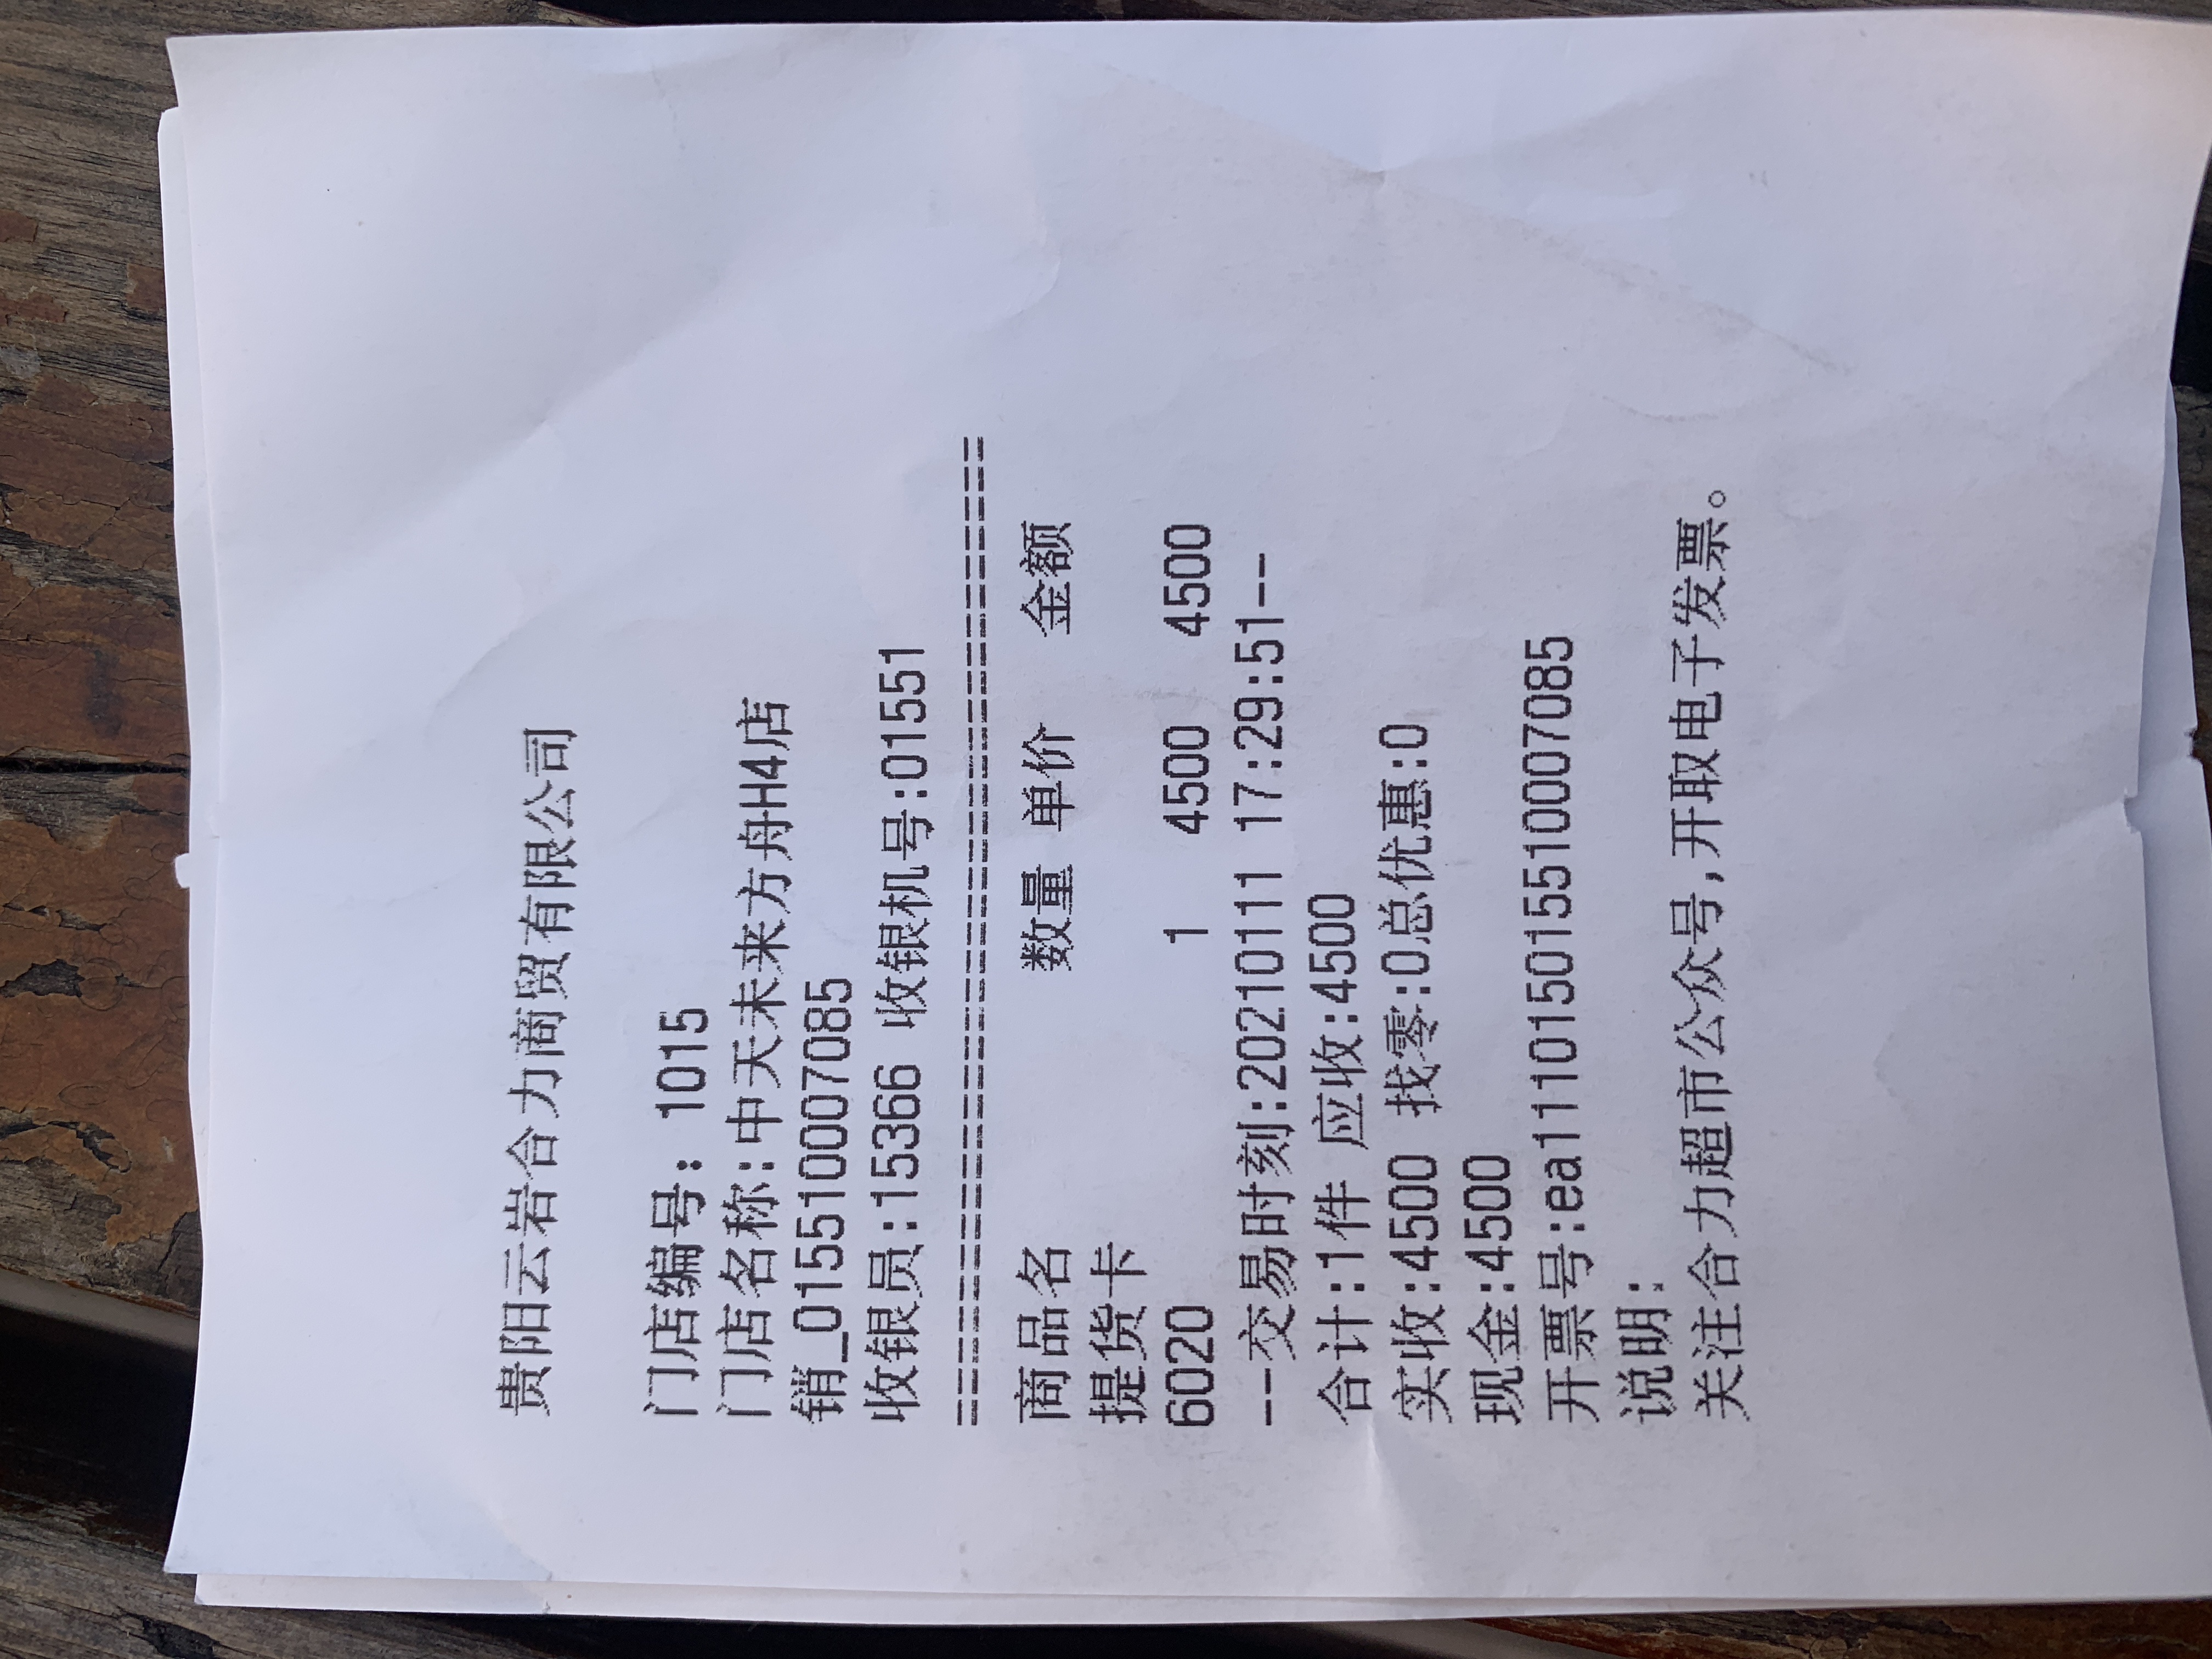 贵阳云岩合力商贸有限公司
门店编号: 1015
门店名称:中天未来方舟H4店
销_015510007085
收银员:15366 收银机号:01551
==========================================
商品名 数量 单价 金额
提货卡
6020 1 4500 4500
--交易时刻:20210111 17:29:51--
合计:1件 应收:4500
实收:4500 找零:0总优惠:0
现金:4500
开票号:ea1111015015510007085
说明:
关注合力超市公众号,开取电子发票。